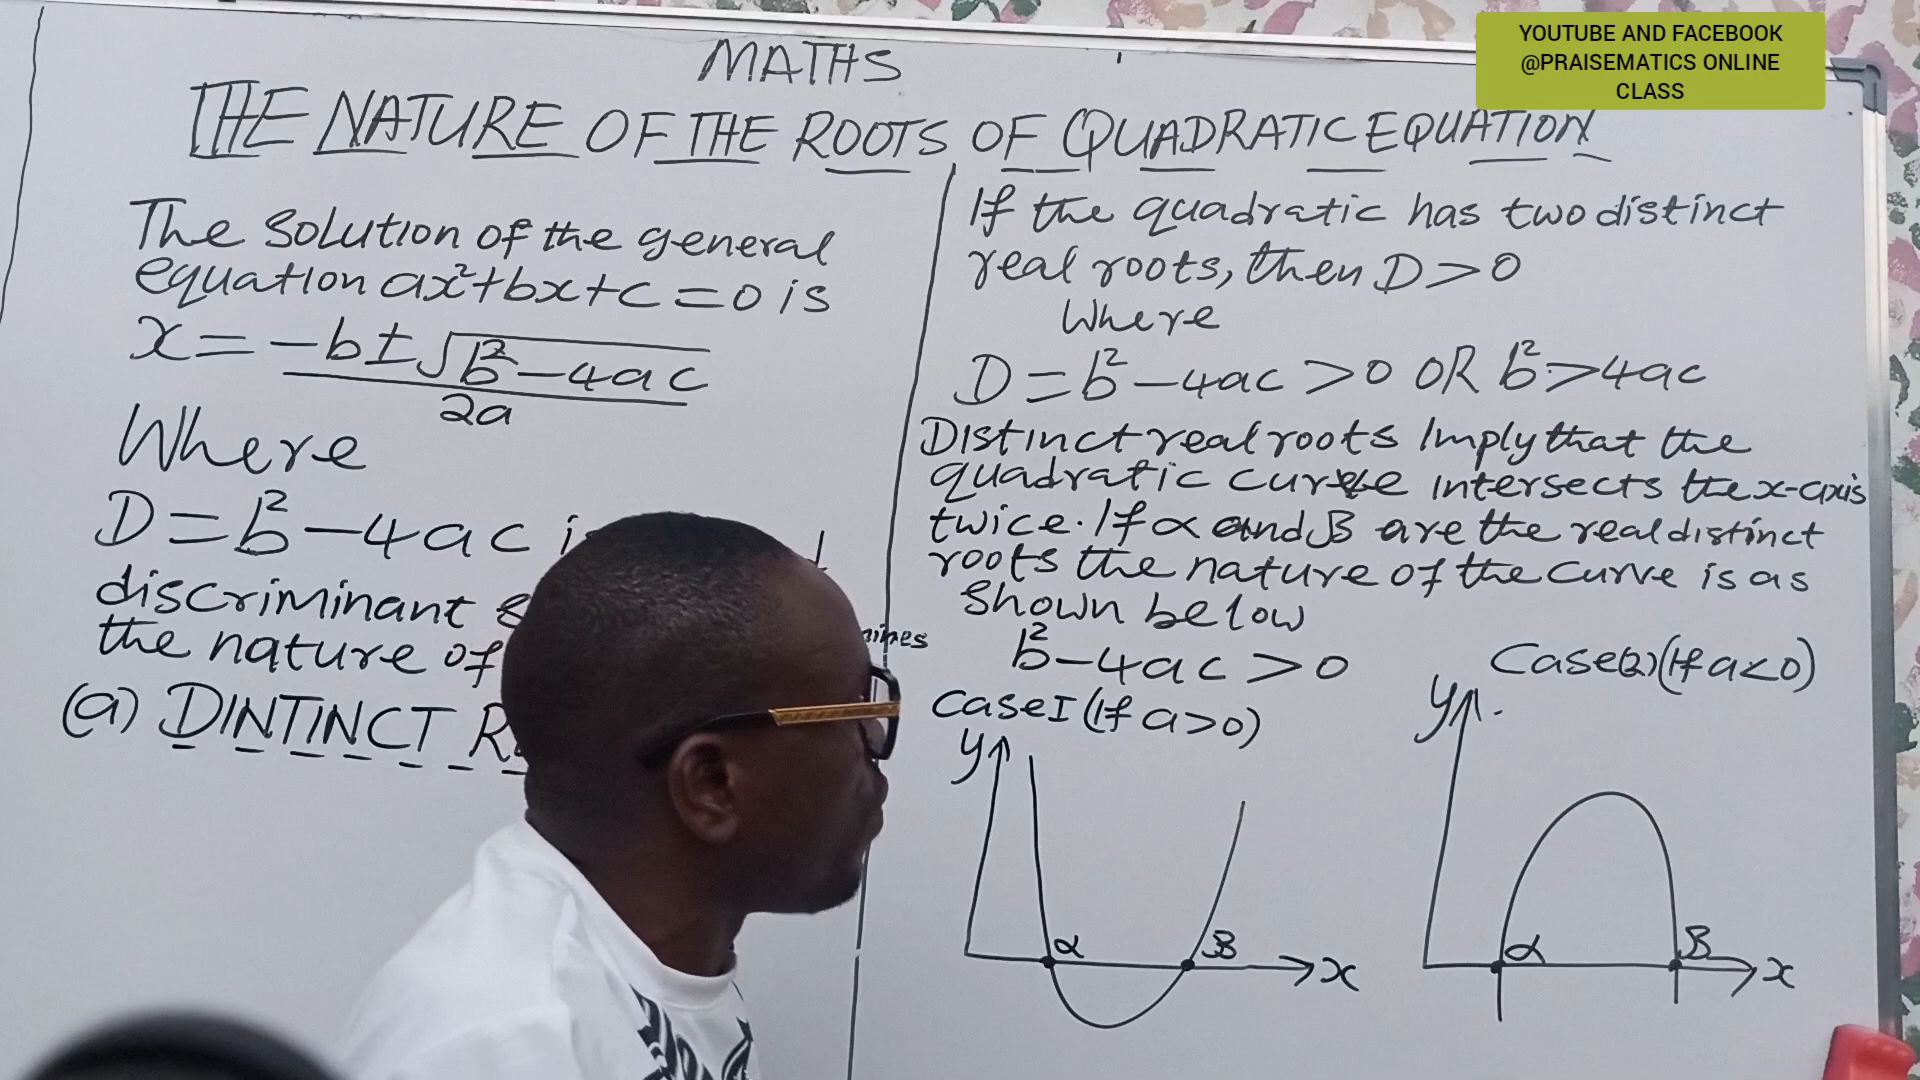 YOUTUBE AND FACEBOOK
@PRAISEMATICS ONLINE
CLASS
MATHS
THE NATURE OF THE ROOTS OF QUADRATIC EQUATION
The solution of the general
equation ax²+bx+c=0 is
x = -b±√b²-4ac
2a
Where
D=b²-4ac
discriminant
the nature of
(a) DINTINCT
If the quadratic has two distinct
real roots, then D>0
Where
D=b²-4ac>0 OR b²>4ac
Distinct real roots Imply that the
quadratic curve intersects the x-axis
twice. If α and β are the real distinct
roots the nature of the curve is as
shown below
b²-4ac>0
Case I (If a>0)
y
α
β
x
Case(2)(If a<0)
y
α
β
x